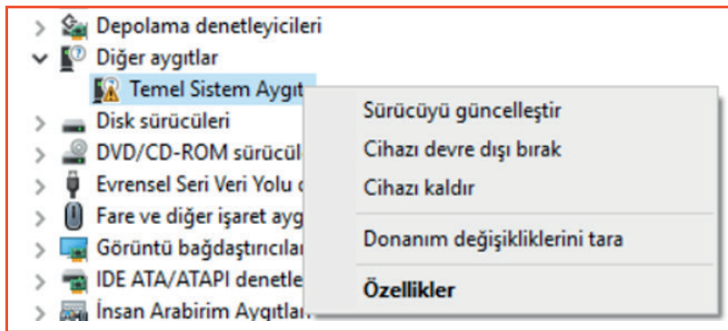 Depolama denetleyicileri
Diğer aygıtlar
Temel Sistem Aygıt
Disk sürücüleri
DVD/CD-ROM sürücül
Evrensel Seri Veri Yolu
Fare ve diğer işaret ayg
Görüntü bağdaştırıcıla
IDE ATA/ATAPI denetle
İnsan Arabirim Aygıtlar
Sürücüyü güncelleştir
Cihazı devre dışı bırak
Cihazı kaldır
Donanım değişikliklerini tara
Özellikler